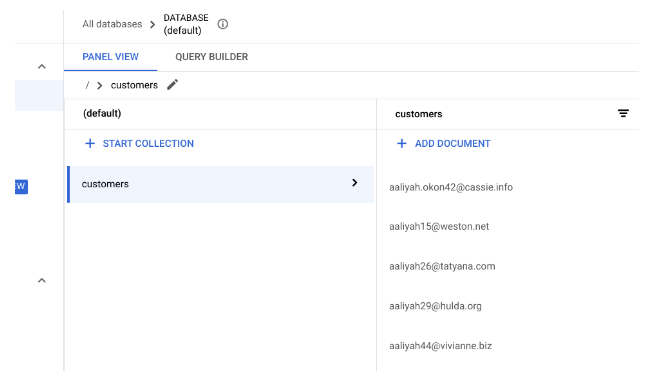 All databases
DATABASE
(default)
PANEL VIEW QUERY BUILDER
/ customers
(default) customers
START COLLECTION ADD DOCUMENT
customers
aaliyah.okon42@cassie.info
EW
aaliyah15@weston.net
aaliyah26@tatyana.com
aaliyah29@hulda.org
aaliyah44@vivianne.biz